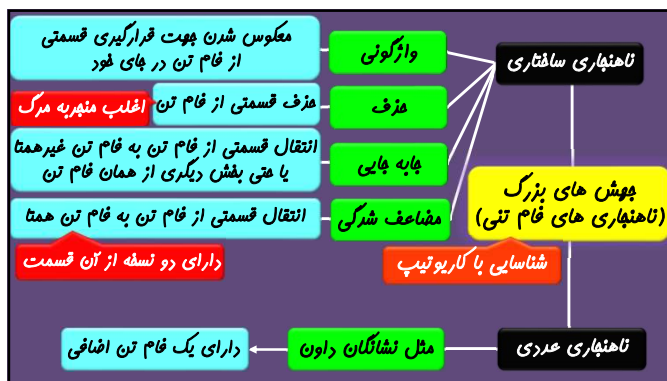 ناهنجاری ساختاری
واژگونی
معکوس شدن جهت قرارگیری قسمتی
از فام تن در جای خود
حذف
حذف قسمتی از فام تن
اغلب منجربه مرگ
جابه جایی
انتقال قسمتی از فام تن به فام تن غیرهمتا
یا حتی بخش دیگری از همان فام تن
مضاعف شدگی
انتقال قسمتی از فام تن به فام تن همتا
دارای دو نسخه از آن قسمت
جهش های بزرگ
(ناهنجاری های فام تنی)
شناسایی با کاریوتیپ
ناهنجاری عددی
مثل نشانگان داون
دارای یک فام تن اضافی